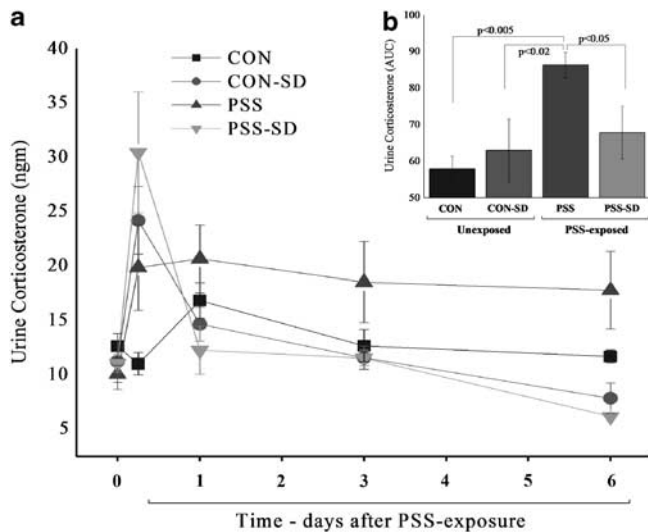 a
40
35
30
25
20
15
10
5
Urine Corticosterone (ngm)
CON
CON-SD
PSS
PSS-SD
0 1 2 3 4 5 6
Time - days after PSS-exposure
b
100
90
80
70
60
50
Urine Corticosterone (AUC)
p<0.005
p<0.02
p<0.05
CON CON-SD PSS PSS-SD
Unexposed PSS-exposed